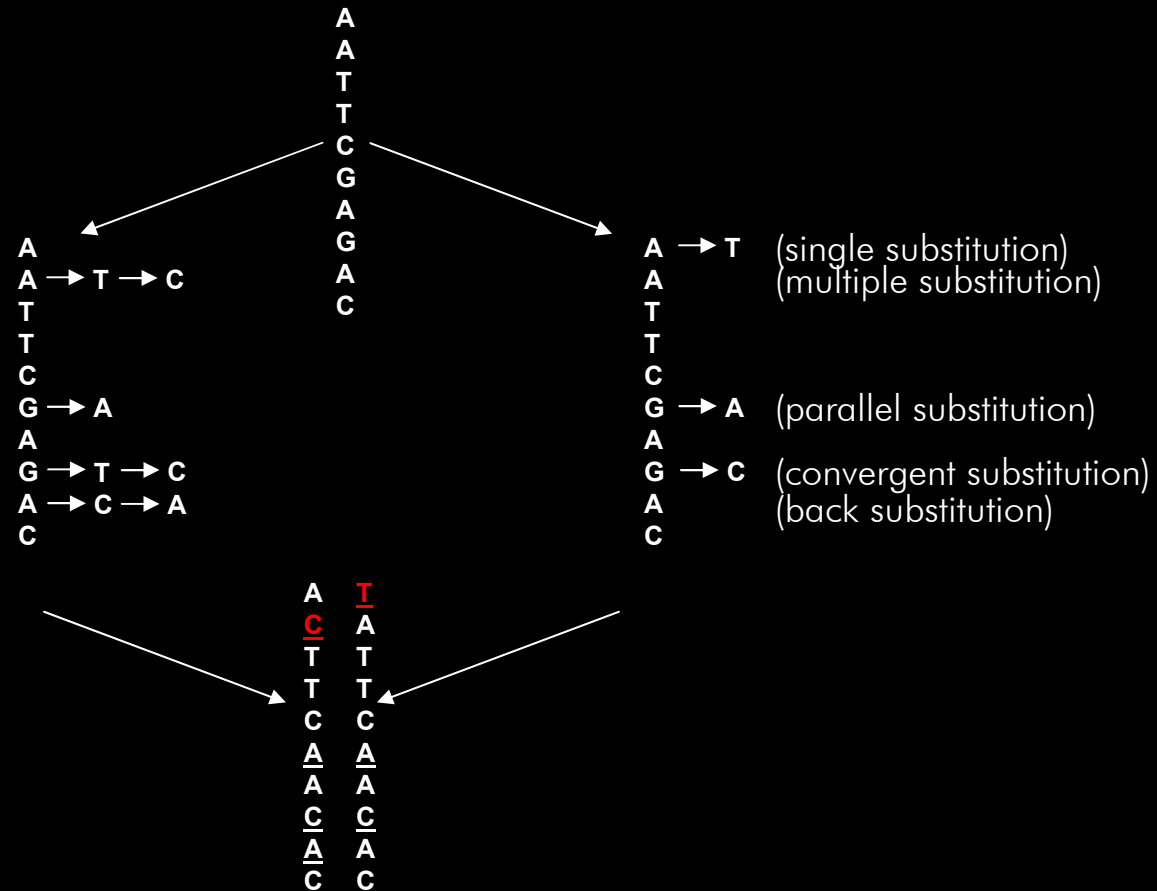 A
A
T
T
C
G
A
G
A
C
A
A → T → C
T
T
C
G → A
A
G → T → C
A → C → A
C
A → T (single substitution)
A (multiple substitution)
T
T
C
G → A (parallel substitution)
A
G → C (convergent substitution)
A (back substitution)
C
A T
C A
T T
T T
C C
A A
A A
C C
A A
C C